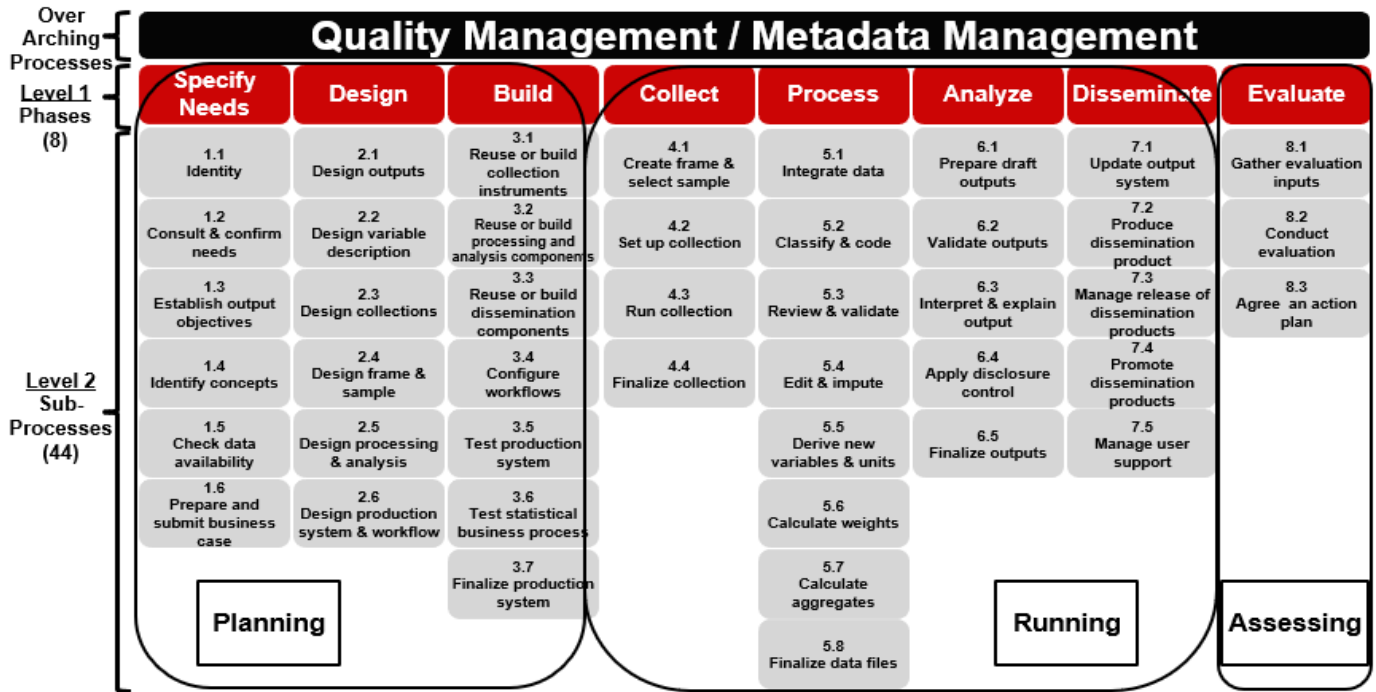 Over
Arching
Processes
Quality Management / Metadata Management
Level 1
Phases
(8)
Specify
Needs
Design
Build
Collect
Process
Analyze
Disseminate
Evaluate
Level 2
Sub-
Processes
(44)
1.1
Identity
1.2
Consult & confirm
needs
1.3
Establish output
objectives
1.4
Identify concepts
1.5
Check data
availability
1.6
Prepare and
submit business
case
2.1
Design outputs
2.2
Design variable
description
2.3
Design collections
2.4
Design frame &
sample
2.5
Design processing
& analysis
2.6
Design production
system & workflow
3.1
Reuse or build
collection
instruments
3.2
Reuse or build
processing and
analysis components
3.3
Reuse or build
dissemination
components
3.4
Configure
workflows
3.5
Test production
system
3.6
Test statistical
business process
3.7
Finalize production
system
4.1
Create frame &
select sample
4.2
Set up collection
4.3
Run collection
4.4
Finalize collection
5.1
Integrate data
5.2
Classify & code
5.3
Review & validate
5.4
Edit & impute
5.5
Derive new
variables & units
5.6
Calculate weights
5.7
Calculate
aggregates
5.8
Finalize data files
6.1
Prepare draft
outputs
6.2
Validate outputs
6.3
Interpret & explain
output
6.4
Apply disclosure
control
6.5
Finalize outputs
7.1
Update output
system
7.2
Produce
dissemination
product
7.3
Manage release of
dissemination
products
7.4
Promote
dissemination
products
7.5
Manage user
support
8.1
Gather evaluation
inputs
8.2
Conduct
evaluation
8.3
Agree an action
plan
Planning
Running
Assessing